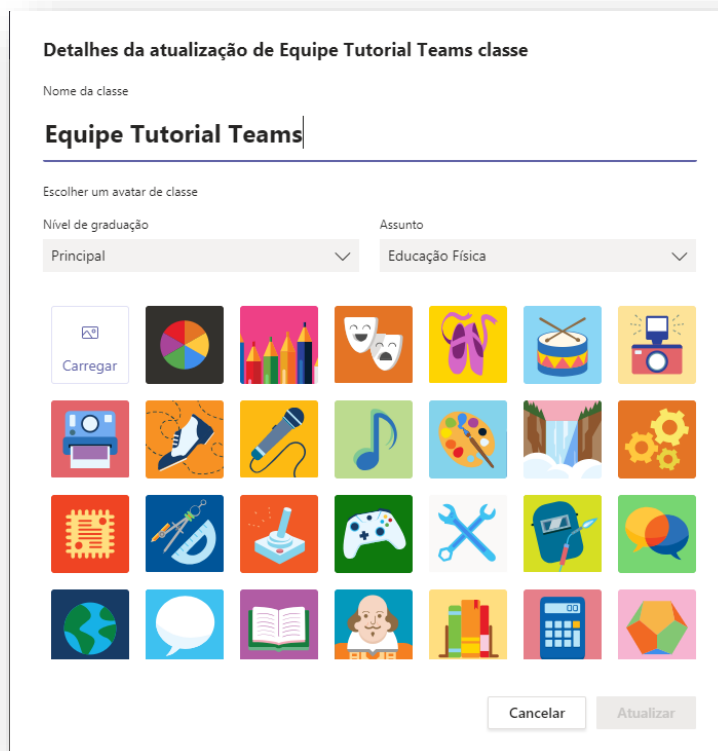 Detalhes da atualização de Equipe Tutorial Teams classe
Nome da classe
Equipe Tutorial Teams
Escolher um avatar de classe
Nível de graduação
Assunto
Principal
Educação Física
Carregar
Cancelar
Atualizar